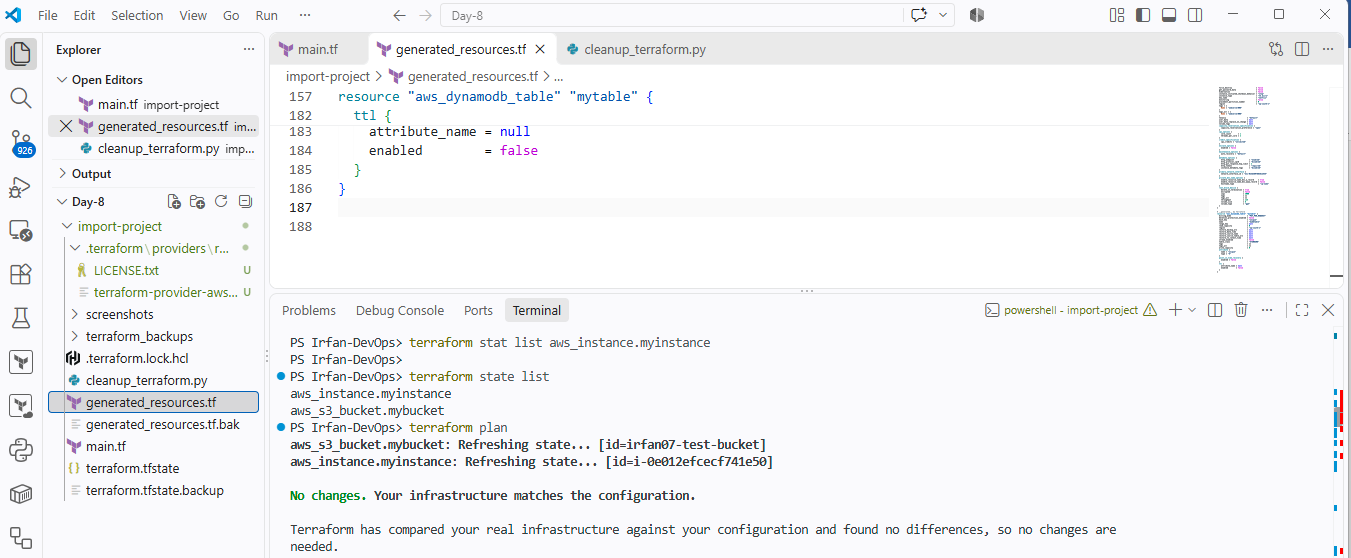 File Edit Selection View Go Run ··· Day-8
Explorer ···
Open Editors
main.tf import-project
generated_resources.tf im...
cleanup_terraform.py imp...
Output
Day-8
import-project
.terraform\providers\r...
LICENSE.txt U
terraform-provider-aws... U
screenshots
terraform_backups
.terraform.lock.hcl
cleanup_terraform.py
generated_resources.tf
generated_resources.tf.bak
main.tf
terraform.tfstate
terraform.tfstate.backup
926
main.tf generated_resources.tf cleanup_terraform.py
import-project > generated_resources.tf > ...
157 resource "aws_dynamodb_table" "mytable" {
182 ttl {
183 attribute_name = null
184 enabled = false
185 }
186 }
187
188
Problems Debug Console Ports Terminal powershell - import-project
PS Irfan-DevOps> terraform stat list aws_instance.myinstance
PS Irfan-DevOps>
PS Irfan-DevOps> terraform state list
aws_instance.myinstance
aws_s3_bucket.mybucket
PS Irfan-DevOps> terraform plan
aws_s3_bucket.mybucket: Refreshing state... [id=irfan07-test-bucket]
aws_instance.myinstance: Refreshing state... [id=i-0e012efcecf741e50]
No changes. Your infrastructure matches the configuration.
Terraform has compared your real infrastructure against your configuration and found no differences, so no changes are
needed.